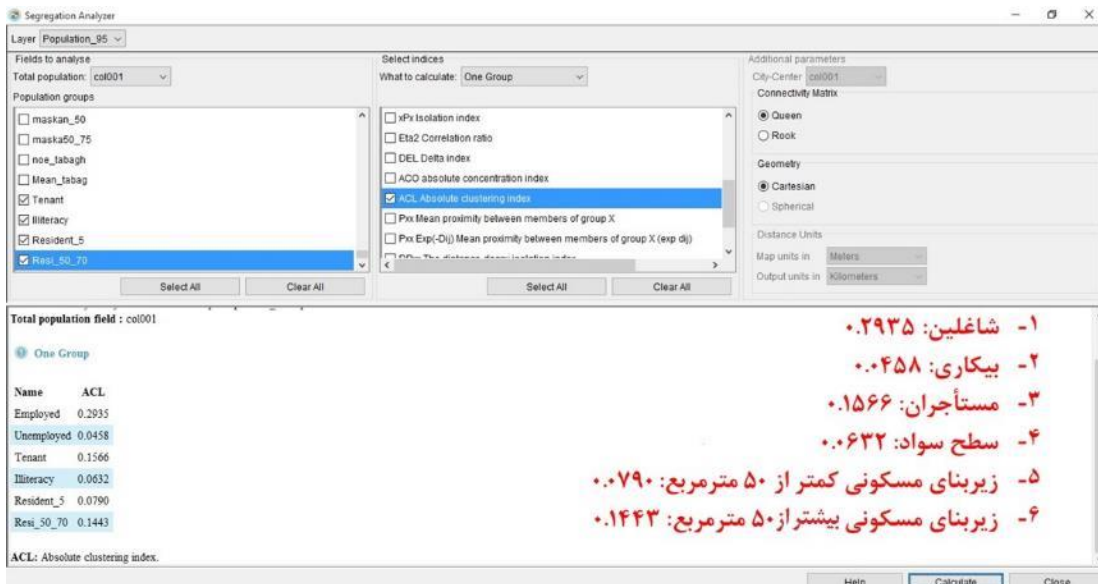 Segregation Analyzer
Layer Population_95
Fields to analyse
Total population: col001
Population groups
maskan_50
maska50_75
noe_tabagh
Mean_tabag
Tenant
Illiteracy
Resident_5
Resi_50_70
Select All
Clear All
Select indices
What to calculate: One Group
xPx Isolation index
Eta2 Correlation ratio
DEL Delta index
ACO absolute concentration index
ACL Absolute clustering index
Pxx Mean proximity between members of group X
Pxx Exp(-Dij) Mean proximity between members of group X (exp dij)
DPxx The distance decay isolation index
Select All
Clear All
Additional parameters
City-Center col001
Connectivity Matrix
Queen
Rook
Geometry
Cartesian
Spherical
Distance Units
Map units in Meters
Output units in Kilometers
Total population field : col001
One Group
Name ACL
Employed 0.2935
Unemployed 0.0458
Tenant 0.1566
Illiteracy 0.0632
Resident_5 0.0790
Resi_50_70 0.1443
ACL: Absolute clustering index.
۱- شاغلین: ۰.۲۹۳۵
۲- بیکاری: ۰.۰۴۵۸
۳- مستأجران: ۰.۱۵۶۶
۴- سطح سواد: ۰.۰۶۳۲
۵- زیربنای مسکونی کمتر از ۵۰ مترمربع: ۰.۰۷۹۰
۶- زیربنای مسکونی بیشتراز۵۰ مترمربع: ۰.۱۴۴۳
Help
Calculate
Close